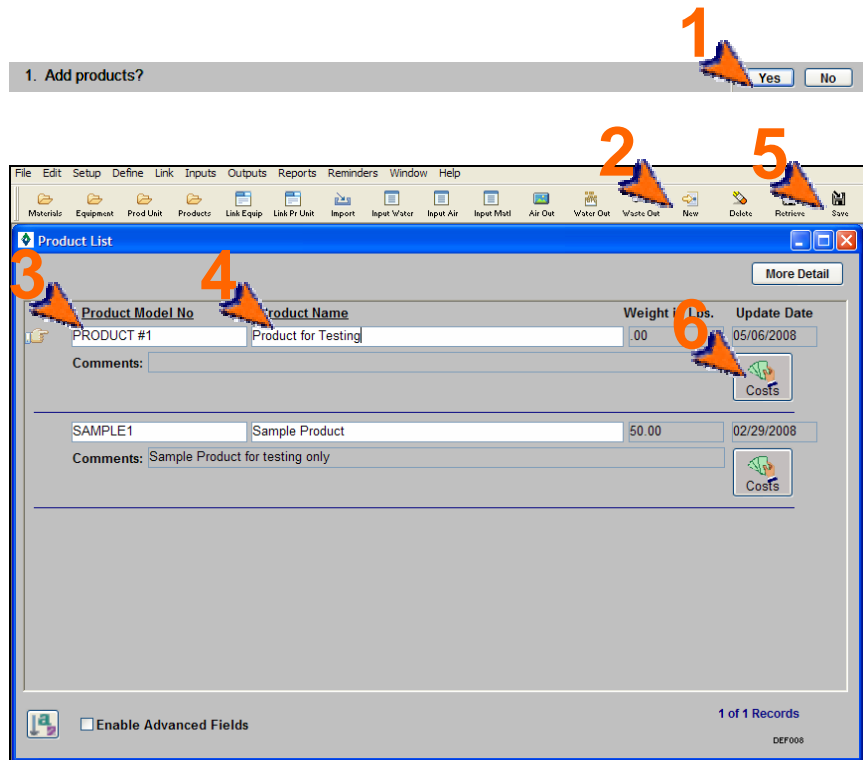 1
1. Add products? Yes No
2 5
File Edit Setup Define Link Inputs Outputs Reports Reminders Window Help
Materials Equipment Prod Unit Products Link Equip Link Pr Unit Import Input Water Input Air Input Matl Air Out Water Out Waste Out New Delete Retrieve Save
Product List
3 4 More Detail
Product Model No Product Name Weight Lbs. Update Date
PRODUCT #1 Product for Testing .00 6 05/06/2008
Comments:
Costs
SAMPLE1 Sample Product 50.00 02/29/2008
Comments: Sample Product for testing only
Costs
Enable Advanced Fields 1 of 1 Records
DEF008